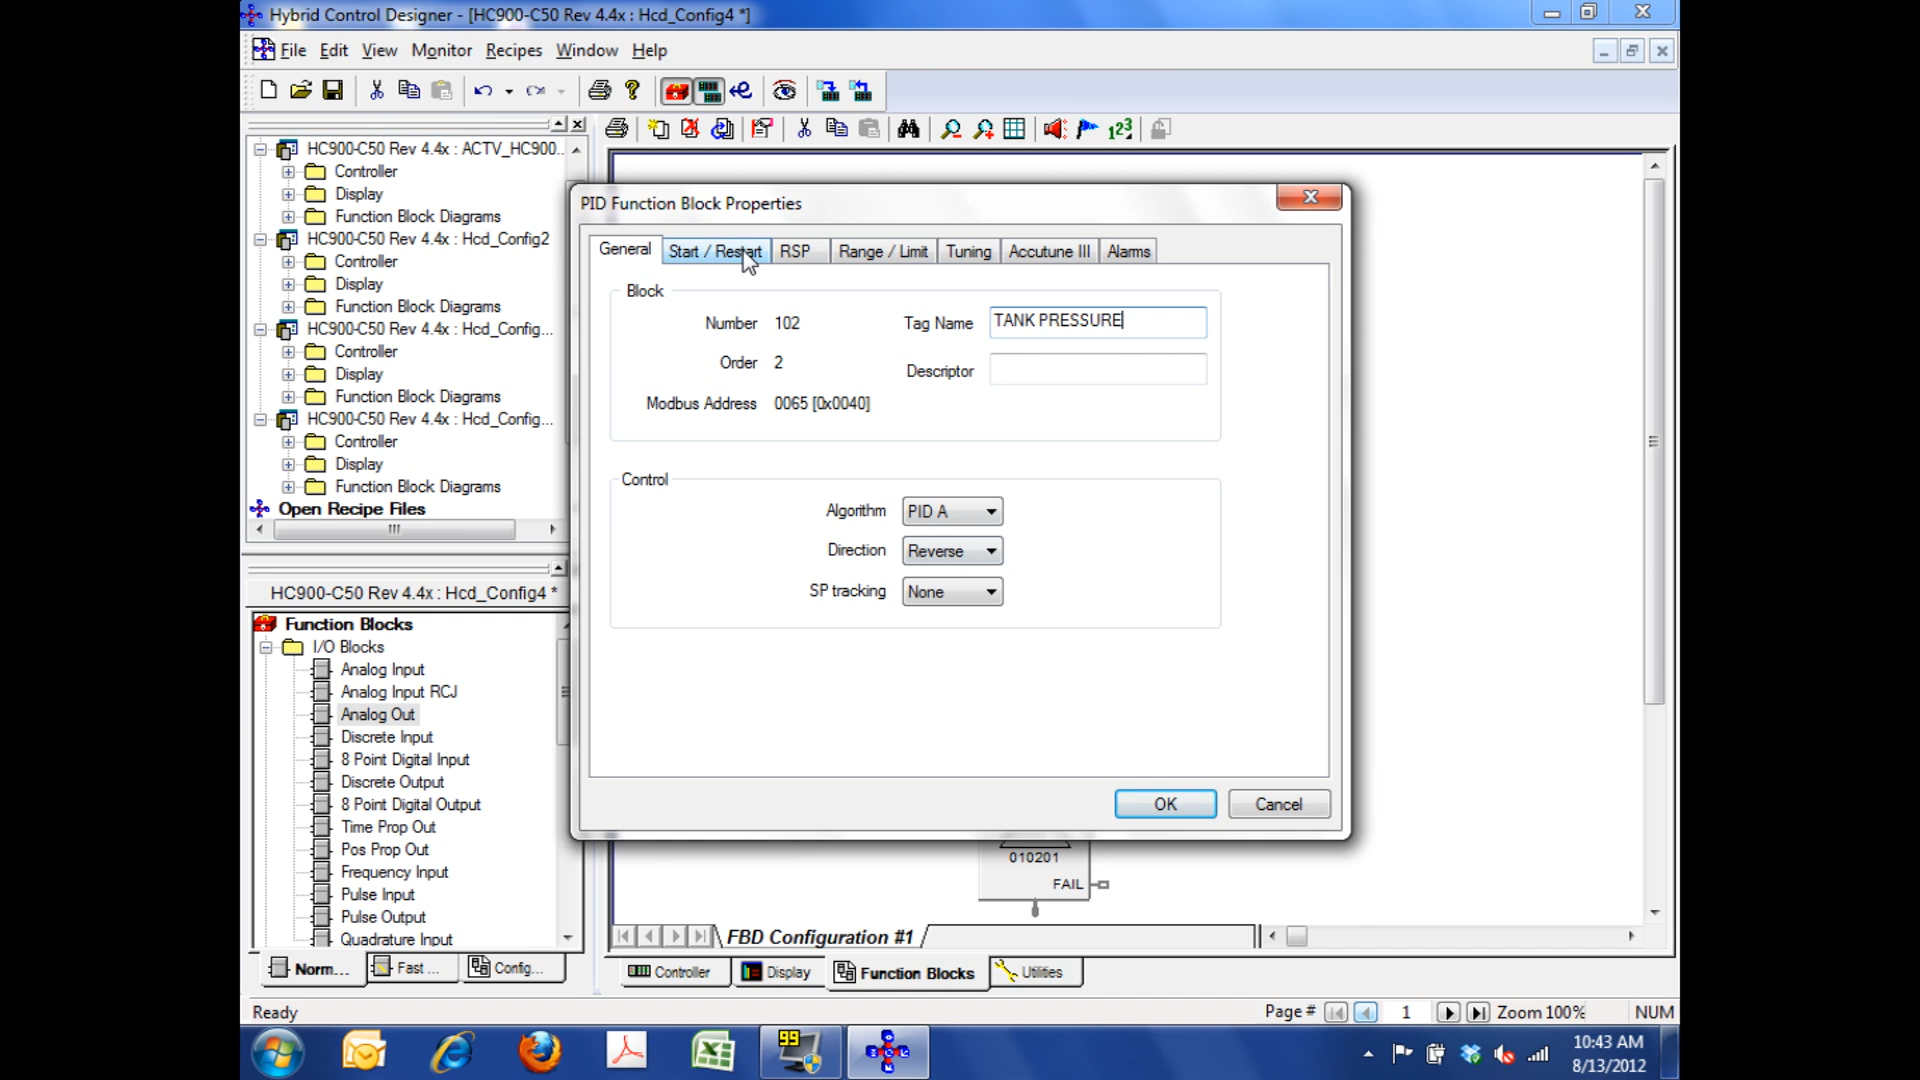 Hybrid Control Designer - [HC900-C50 Rev 4.4x : Hcd_Config4 *]
File Edit View Monitor Recipes Window Help
HC900-C50 Rev 4.4x : ACTV_HC900...
Controller
Display
Function Block Diagrams
HC900-C50 Rev 4.4x : Hcd_Config2
Controller
Display
Function Block Diagrams
HC900-C50 Rev 4.4x : Hcd_Config...
Controller
Display
Function Block Diagrams
HC900-C50 Rev 4.4x : Hcd_Config...
Controller
Display
Function Block Diagrams
Open Recipe Files
HC900-C50 Rev 4.4x : Hcd_Config4 *
Function Blocks
I/O Blocks
Analog Input
Analog Input RCJ
Analog Out
Discrete Input
8 Point Digital Input
Discrete Output
8 Point Digital Output
Time Prop Out
Pos Prop Out
Frequency Input
Pulse Input
Pulse Output
Quadrature Input
Norm... Fast ... Config...
PID Function Block Properties
General Start / Restart RSP Range / Limit Tuning Accutune III Alarms
Block
Number 102 Tag Name TANK PRESSURE
Order 2 Descriptor
Modbus Address 0065 [0x0040]
Control
Algorithm PID A
Direction Reverse
SP tracking None
OK Cancel
010201
FAIL
FBD Configuration #1
Controller Display Function Blocks Utilities
Ready Page # 1 Zoom 100% NUM
99
10:43 AM
8/13/2012